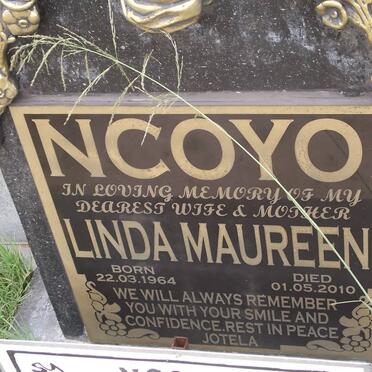 NCOYO
IN LOVING MEMORY OF MY
DEAREST WIFE & MOTHER
LINDA MAUREEN
BORN
22.03.1964
DIED
01.05.2010
WE WILL ALWAYS REMEMBER
YOU WITH YOUR SMILE AND
CONFIDENCE.REST IN PEACE
JOTELA